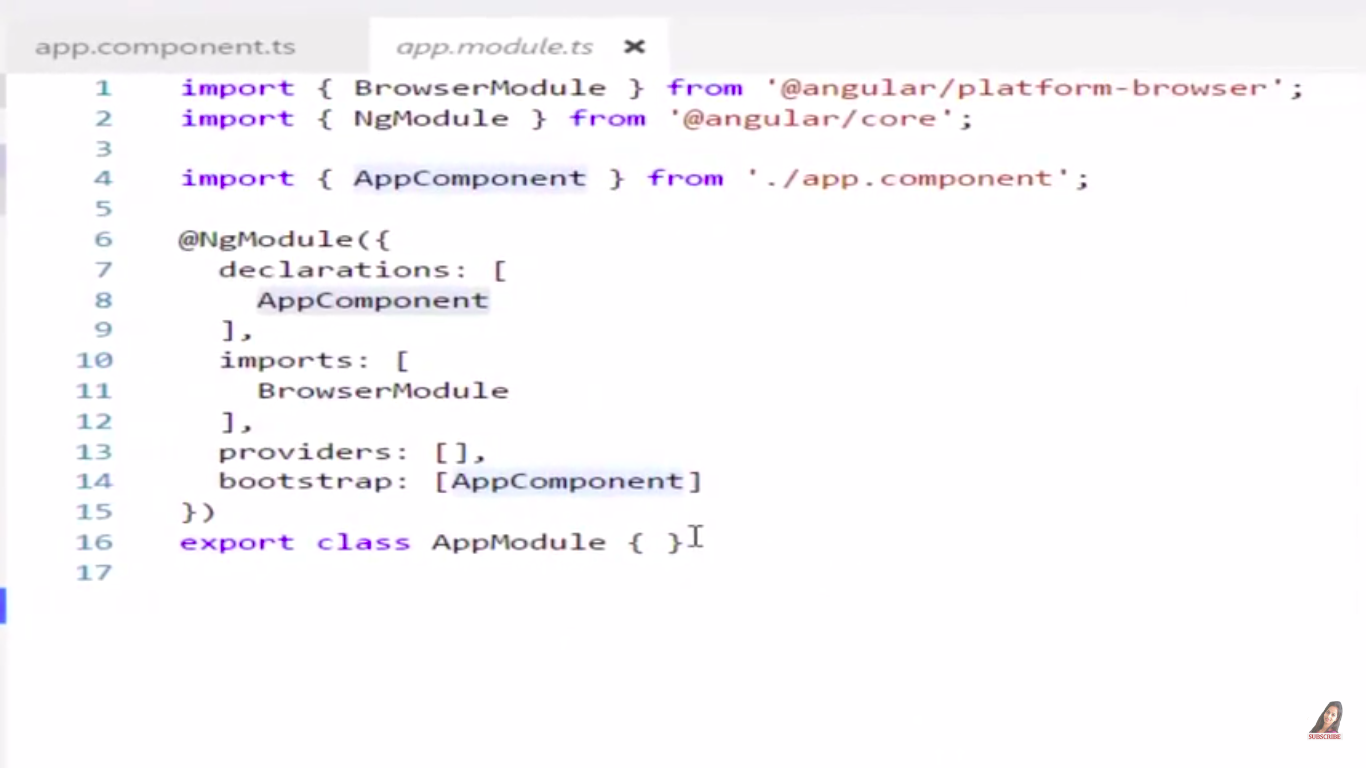 app.component.ts
app.module.ts ✖
1 import { BrowserModule } from '@angular/platform-browser';
2 import { NgModule } from '@angular/core';
3
4 import { AppComponent } from './app.component';
5
6 @NgModule({
7   declarations: [
8     AppComponent
9   ],
10   imports: [
11     BrowserModule
12   ],
13   providers: [],
14   bootstrap: [AppComponent]
15 })
16 export class AppModule { }
17
SUBSCRIBE